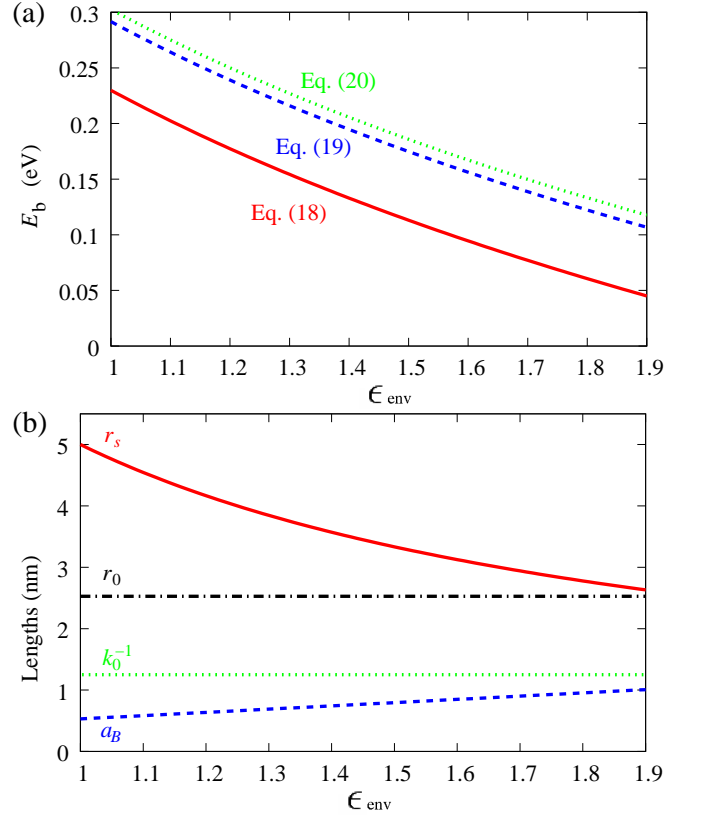 (a)
0.3
0.25
0.2
0.15
0.1
0.05
0
E_b (eV)
Eq. (20)
Eq. (19)
Eq. (18)
1 1.1 1.2 1.3 1.4 1.5 1.6 1.7 1.8 1.9
ϵ env
(b)
5
4
3
2
1
0
Lengths (nm)
r_s
r_0
k_0^{-1}
a_B
1 1.1 1.2 1.3 1.4 1.5 1.6 1.7 1.8 1.9
ϵ env